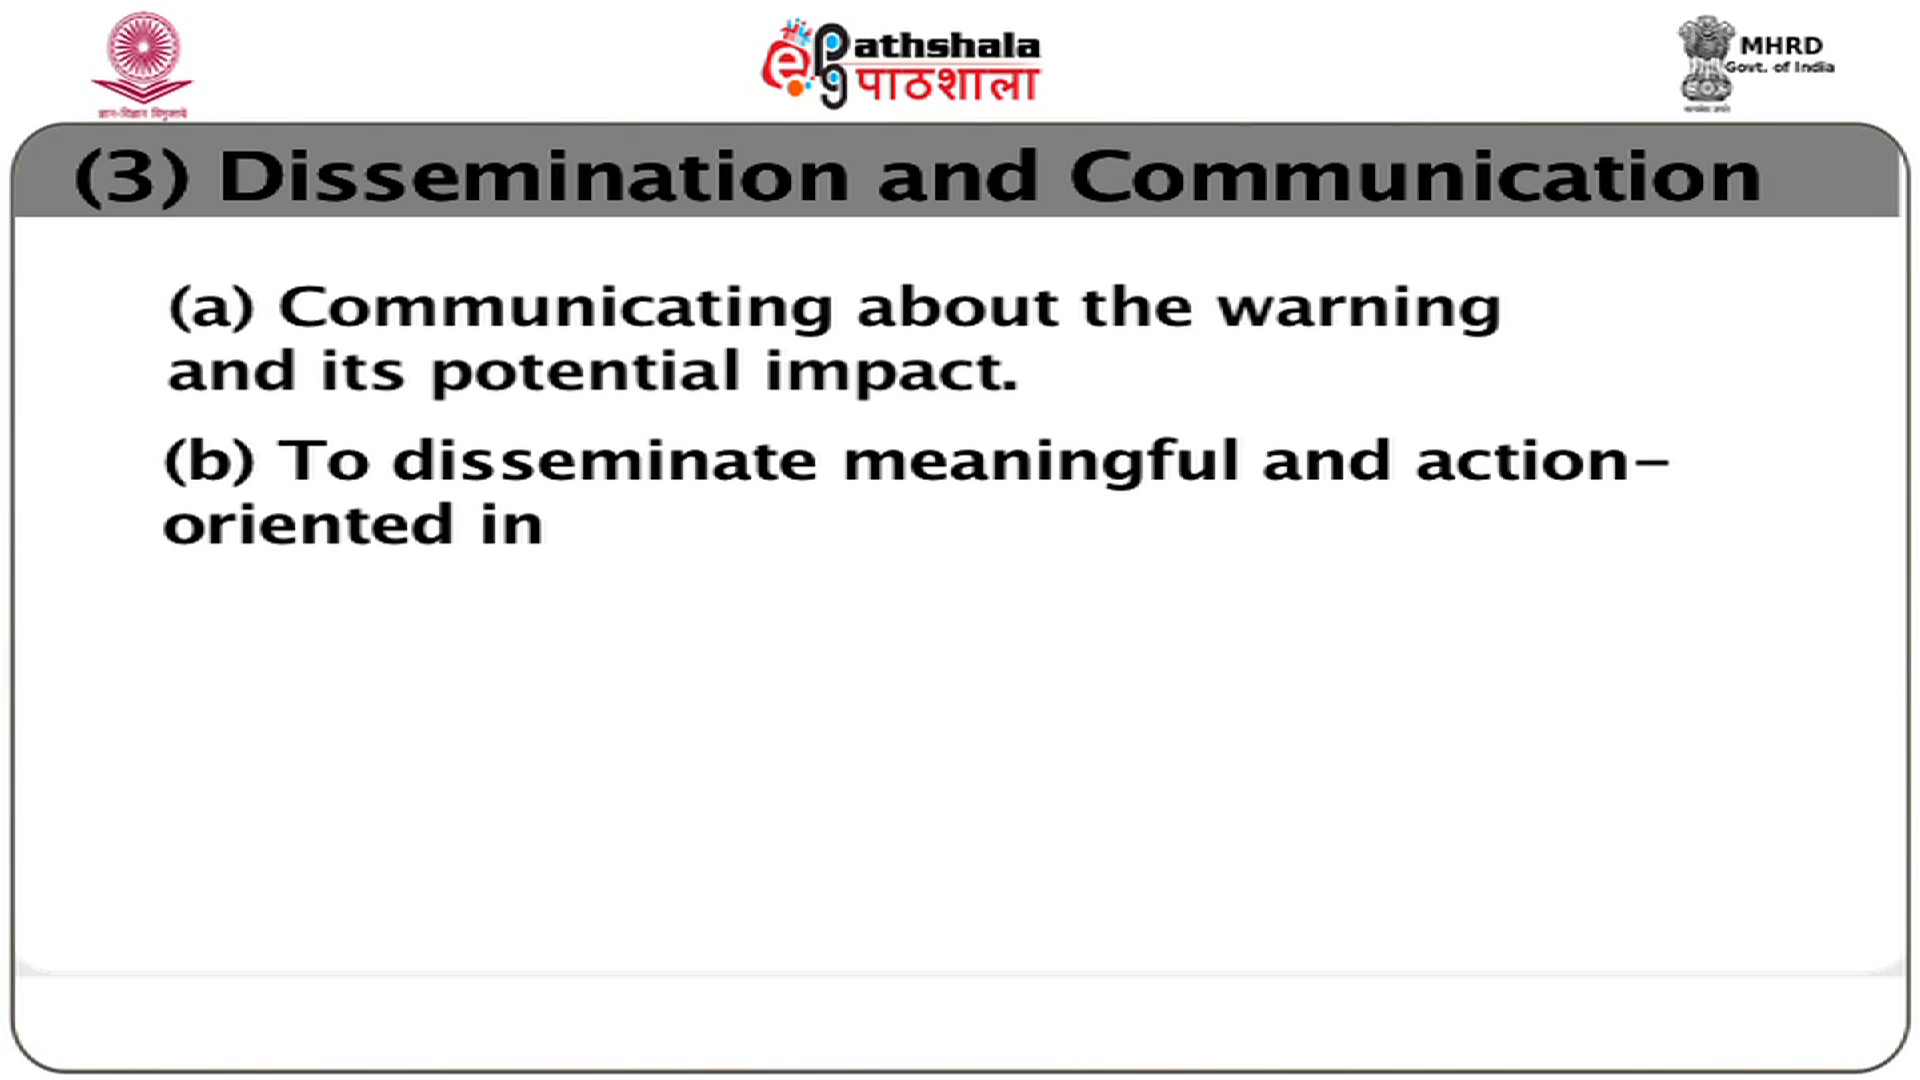 ज्ञान-विज्ञान विमुक्तये
ePathshala
पाठशाला
MHRD
Govt. of India
(3) Dissemination and Communication
(a) Communicating about the warning
and its potential impact.
(b) To disseminate meaningful and action-
oriented in